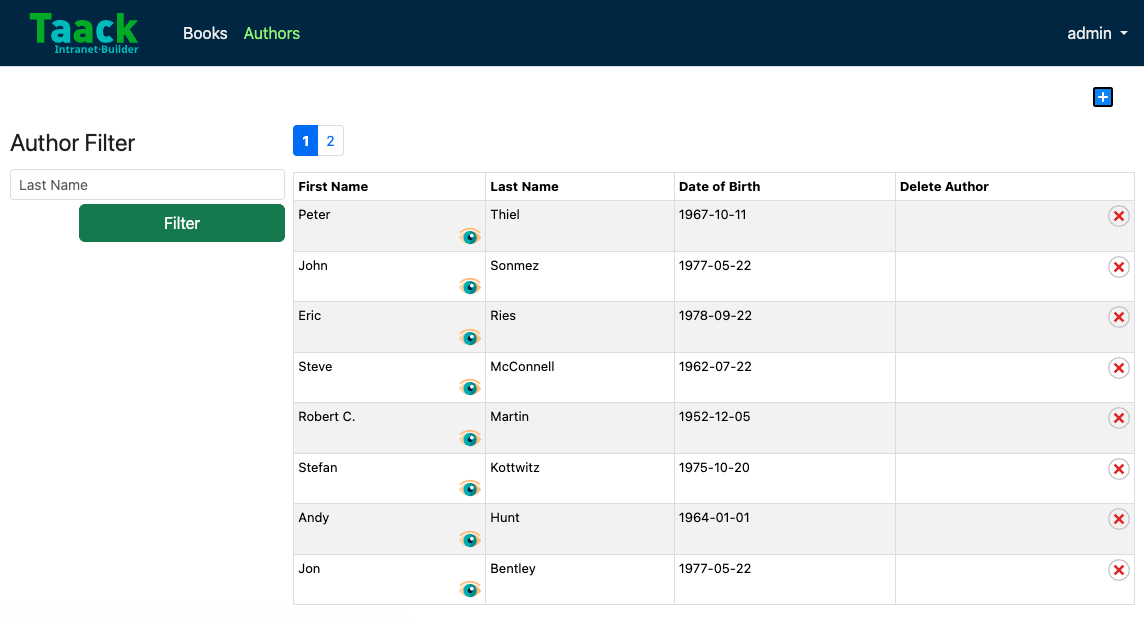 Taack
Intranet·Builder
Books Authors
admin
+
Author Filter
Last Name
Filter
1 2
First Name Last Name Date of Birth Delete Author
Peter Thiel 1967-10-11
John Sonmez 1977-05-22
Eric Ries 1978-09-22
Steve McConnell 1962-07-22
Robert C. Martin 1952-12-05
Stefan Kottwitz 1975-10-20
Andy Hunt 1964-01-01
Jon Bentley 1977-05-22